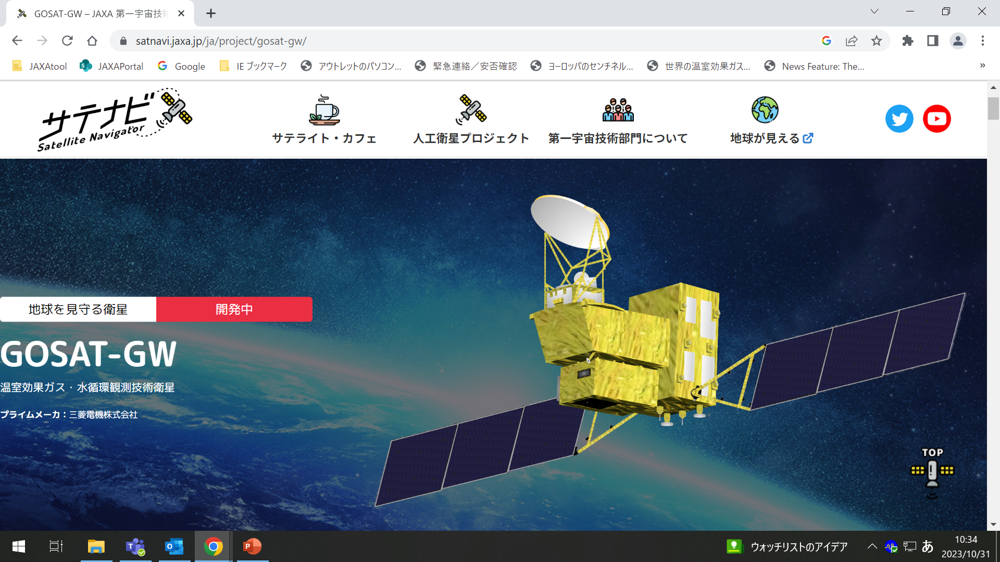 GOSAT-GW – JAXA 第一宇宙技術
satnavi.jaxa.jp/ja/project/gosat-gw/
JAXAtool
JAXAPortal
Google
IE ブックマーク
アウトレットのパソコン...
緊急連絡／安否確認
ヨーロッパのセンチネル...
世界の温室効果ガス...
News Feature: The...
»
サテナビ
Satellite Navigator
サテライト・カフェ
人工衛星プロジェクト
第一宇宙技術部門について
地球が見える
地球を見守る衛星
開発中
GOSAT-GW
温室効果ガス・水循環観測技術衛星
プライムメーカ：三菱電機株式会社
TOP
ウォッチリストのアイデア
あ
10:34
2023/10/31